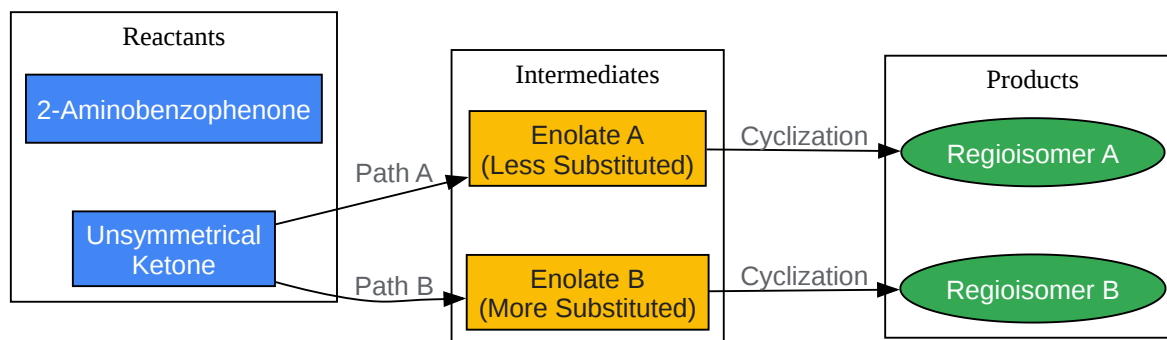 Reactants
2-Aminobenzophenone
Unsymmetrical
Ketone
Path A
Path B
Intermediates
Enolate A
(Less Substituted)
Enolate B
(More Substituted)
Cyclization
Cyclization
Products
Regioisomer A
Regioisomer B